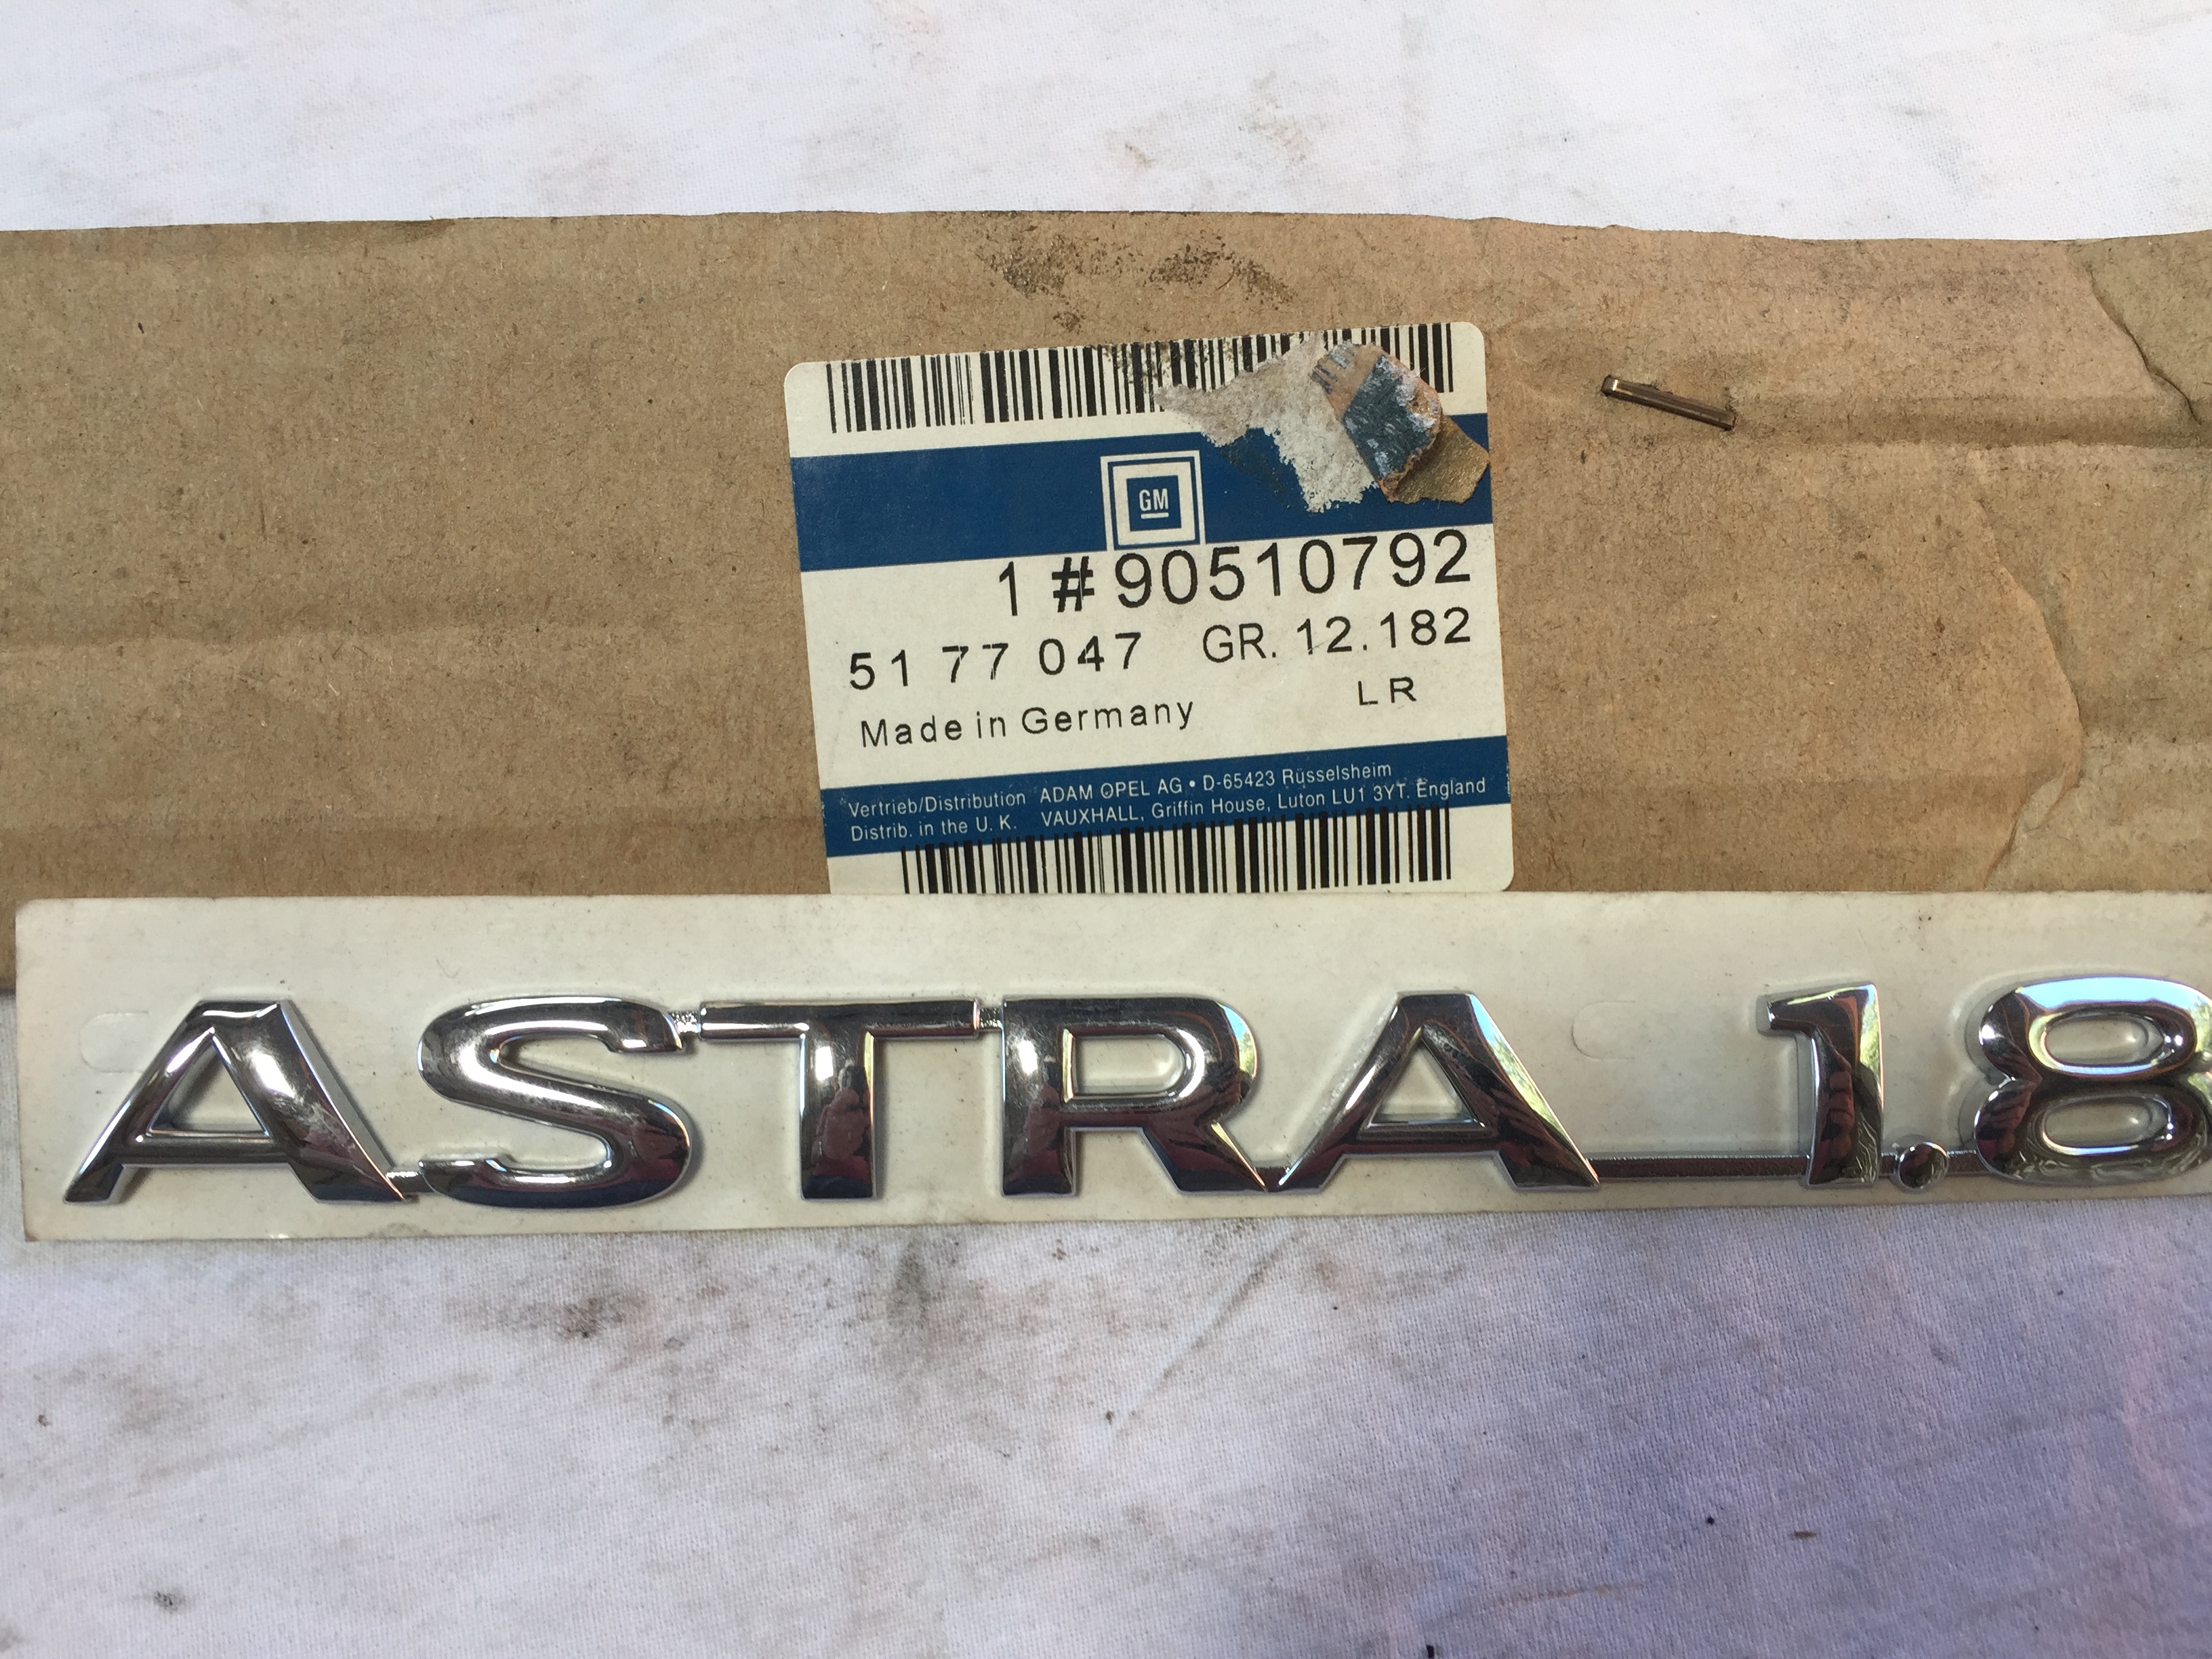 GM
1 # 90510792
51 77 047 GR. 12.182
Made in Germany LR
Vertrieb/Distribution ADAM OPEL AG • D-65423 Rüsselsheim
Distrib. in the U. K. VAUXHALL, Griffin House, Luton LU1 3YT. England
ASTRA 1.8